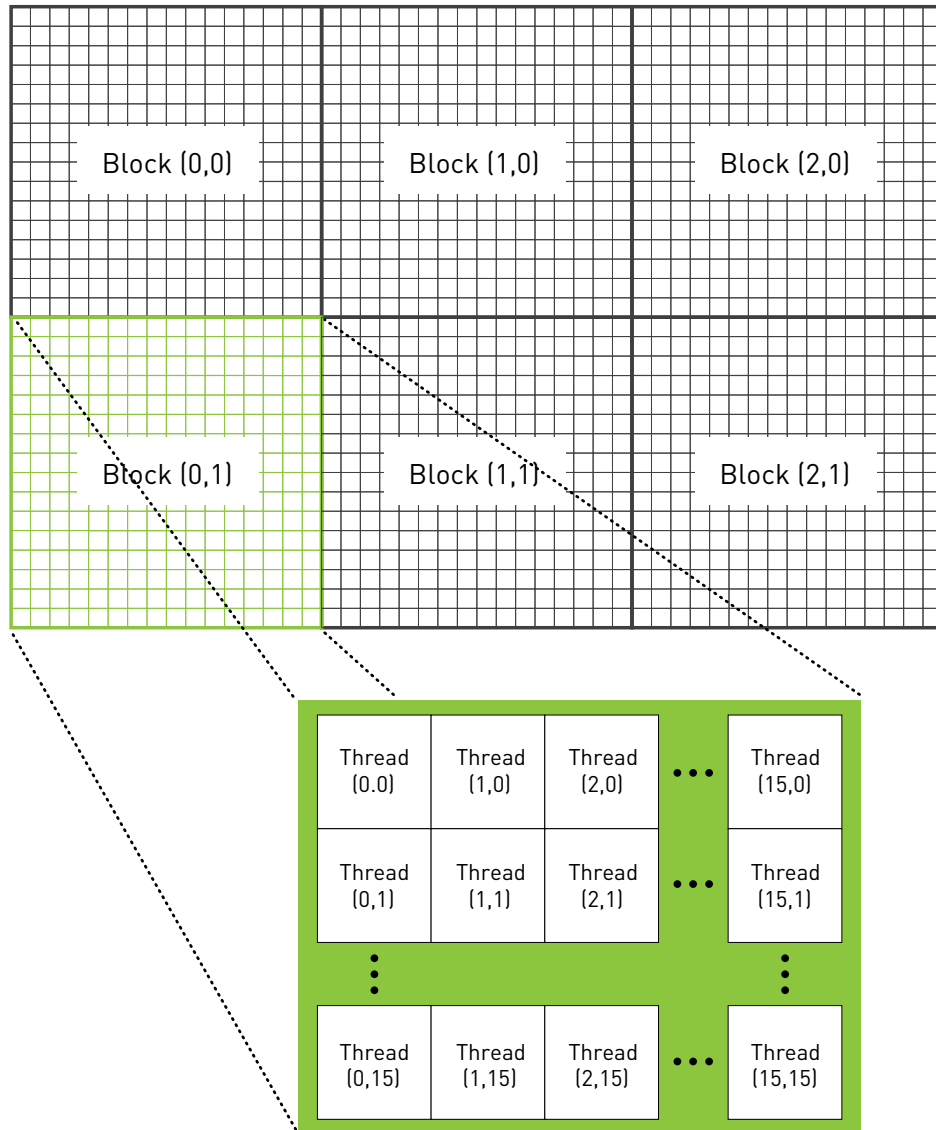 Block (0,0)
Block (1,0)
Block (2,0)
Block (0,1)
Block (1,1)
Block (2,1)
Thread
(0.0)
Thread
(1,0)
Thread
(2,0)
Thread
(15,0)
Thread
(0,1)
Thread
(1,1)
Thread
(2,1)
Thread
(15,1)
Thread
(0,15)
Thread
(1,15)
Thread
(2,15)
Thread
(15,15)